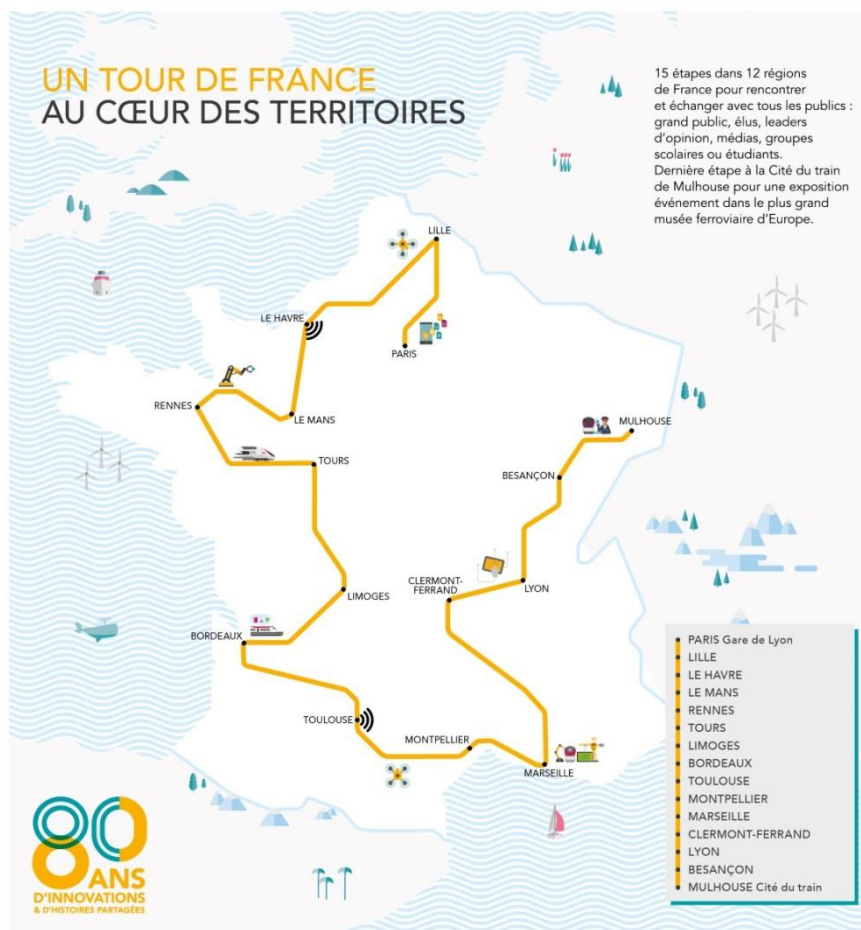 UN TOUR DE FRANCE
AU CŒUR DES TERRITOIRES
15 étapes dans 12 régions
de France pour rencontrer
et échanger avec tous les publics :
grand public, élus, leaders
d'opinion, médias, groupes
scolaires ou étudiants.
Dernière étape à la Cité du train
de Mulhouse pour une exposition
événement dans le plus grand
musée ferroviaire d'Europe.
LILLE
LE HAVRE
PARIS
RENNES
LE MANS
MULHOUSE
TOURS
BESANÇON
CLERMONT-
FERRAND
LYON
LIMOGES
BORDEAUX
TOULOUSE
MONTPELLIER
MARSEILLE
PARIS Gare de Lyon
LILLE
LE HAVRE
LE MANS
RENNES
TOURS
LIMOGES
BORDEAUX
TOULOUSE
MONTPELLIER
MARSEILLE
CLERMONT-FERRAND
LYON
BESANÇON
MULHOUSE Cité du train
80
ANS
D'INNOVATIONS
& D'HISTOIRES PARTAGÉES